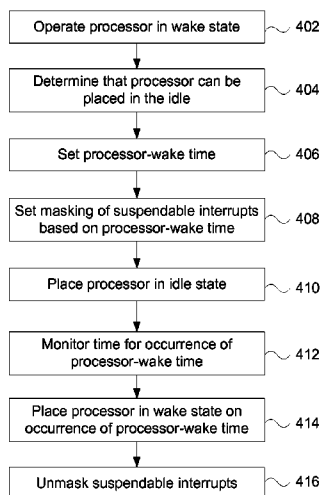 Operate processor in wake state
402
Determine that processor can be
placed in the idle
404
Set processor-wake time
406
Set masking of suspendable interrupts
based on processor-wake time
408
Place processor in idle state
410
Monitor time for occurrence of
processor-wake time
412
Place processor in wake state on
occurrence of processor-wake time
414
Unmask suspendable interrupts
416